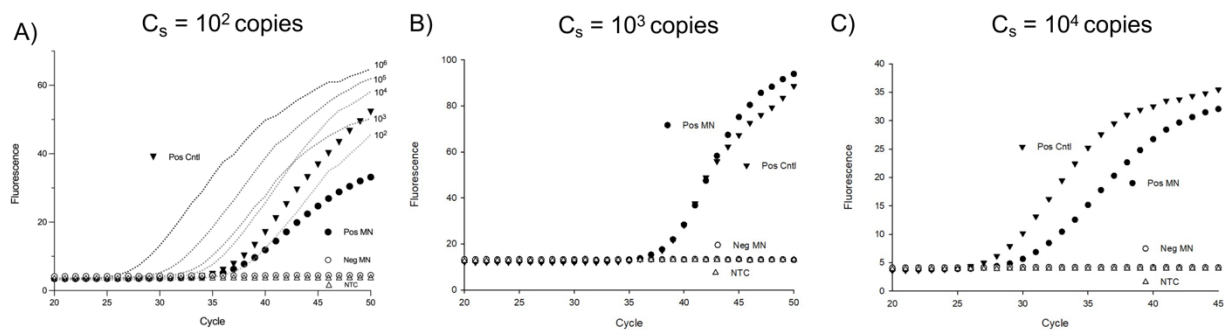 A)
C_s = 10² copies
Fluorescence
60
40
20
0
10⁶
10⁵
10⁴
10³
10²
Pos Cntl
Pos MN
Neg MN
NTC
20 25 30 35 40 45 50
Cycle
B)
C_s = 10³ copies
Fluorescence
100
80
60
40
20
0
Pos MN
Pos Cntl
Neg MN
NTC
20 25 30 35 40 45 50
Cycle
C)
C_s = 10⁴ copies
Fluorescence
40
35
30
25
20
15
10
5
0
Pos Cntl
Pos MN
Neg MN
NTC
20 25 30 35 40 45
Cycle